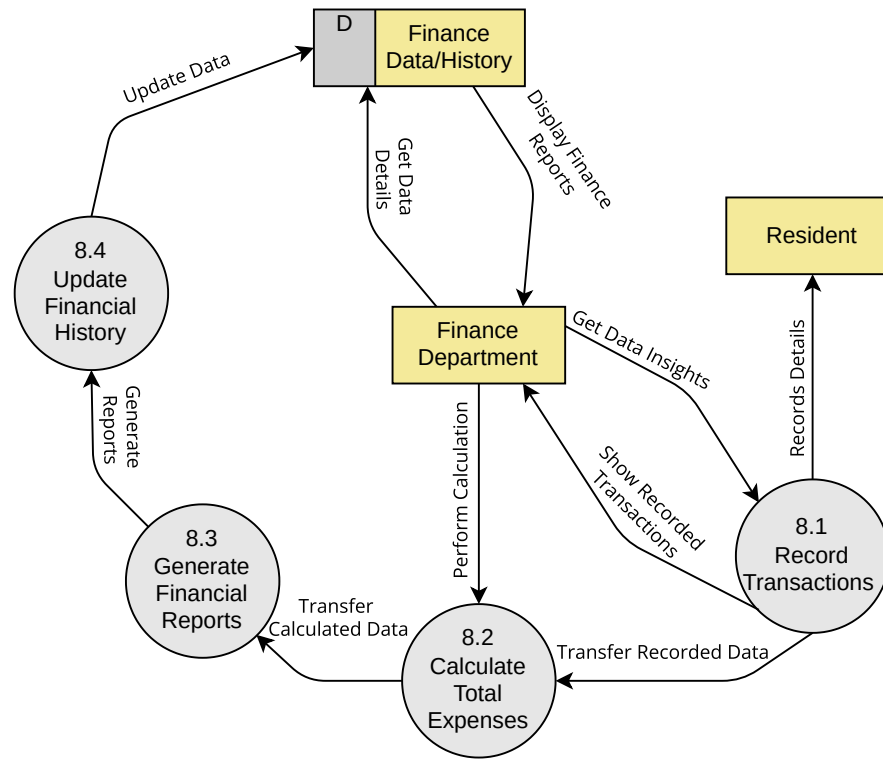 D
Finance
Data/History
Update Data
Get Data
Details
Display Finance
Reports
Resident
8.4
Update
Financial
History
Finance
Department
Get Data Insights
Records Details
Generate
Reports
Perform Calculation
Show Recorded
Transactions
8.1
Record
Transactions
8.3
Generate
Financial
Reports
Transfer
Calculated Data
8.2
Calculate
Total
Expenses
Transfer Recorded Data